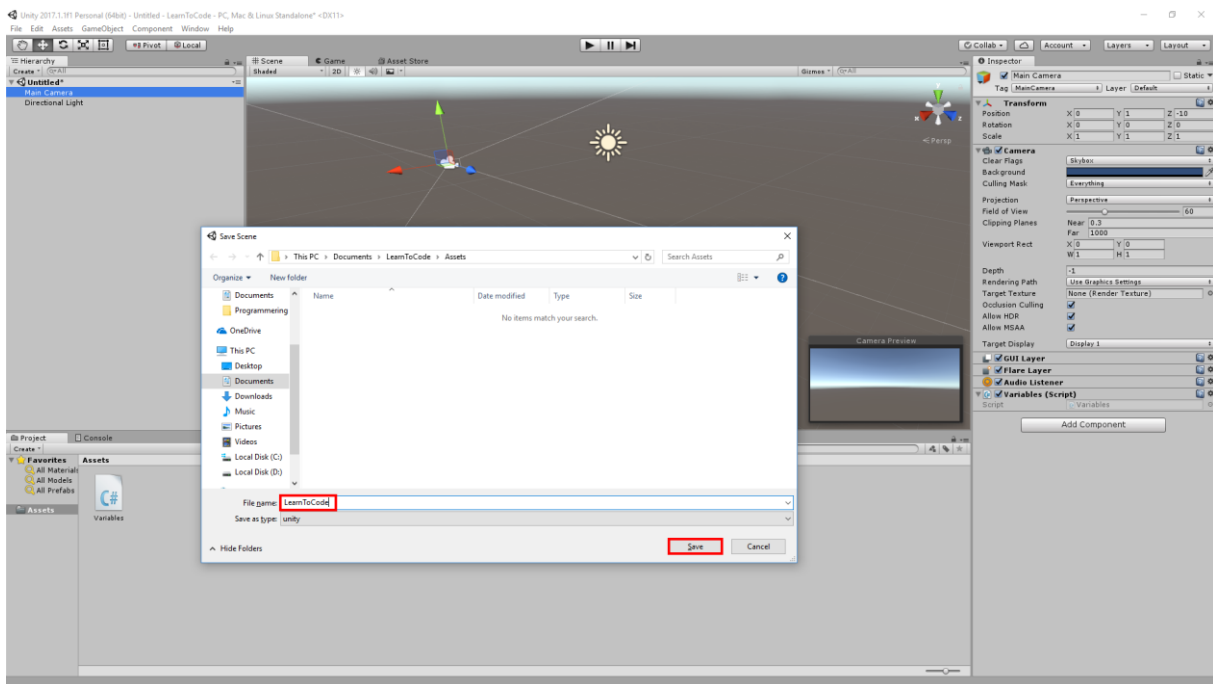 Unity 2017.1.1f1 Personal (64bit) - Untitled - LearnToCode - PC, Mac & Linux Standalone* <DX11>
File Edit Assets GameObject Component Window Help
Pivot Local
Collab Account Layers Layout
Hierarchy
Create All
Untitled*
Main Camera
Directional Light
Scene Game Asset Store
Shaded 2D Gizmos All
z
Persp
Camera Preview
Inspector
Main Camera Static
Tag MainCamera Layer Default
Transform
Position X 0 Y 1 Z -10
Rotation X 0 Y 0 Z 0
Scale X 1 Y 1 Z 1
Camera
Clear Flags Skybox
Background
Culling Mask Everything
Projection Perspective
Field of View 60
Clipping Planes Near 0.3
Far 1000
Viewport Rect X 0 Y 0
W 1 H 1
Depth -1
Rendering Path Use Graphics Settings
Target Texture None (Render Texture)
Occlusion Culling
Allow HDR
Allow MSAA
Target Display Display 1
GUI Layer
Flare Layer
Audio Listener
Variables (Script)
Script Variables
Add Component
Save Scene
This PC > Documents > LearnToCode > Assets
Search Assets
Organize New folder
Documents
Programmering
OneDrive
This PC
Desktop
Documents
Downloads
Music
Pictures
Videos
Local Disk (C:)
Local Disk (D:)
Name Date modified Type Size
No items match your search.
File name: LearnToCode
Save as type: unity
Hide Folders
Save Cancel
Project Console
Create
Favorites
All Materials
All Models
All Prefabs
Assets
Assets
C#
Variables